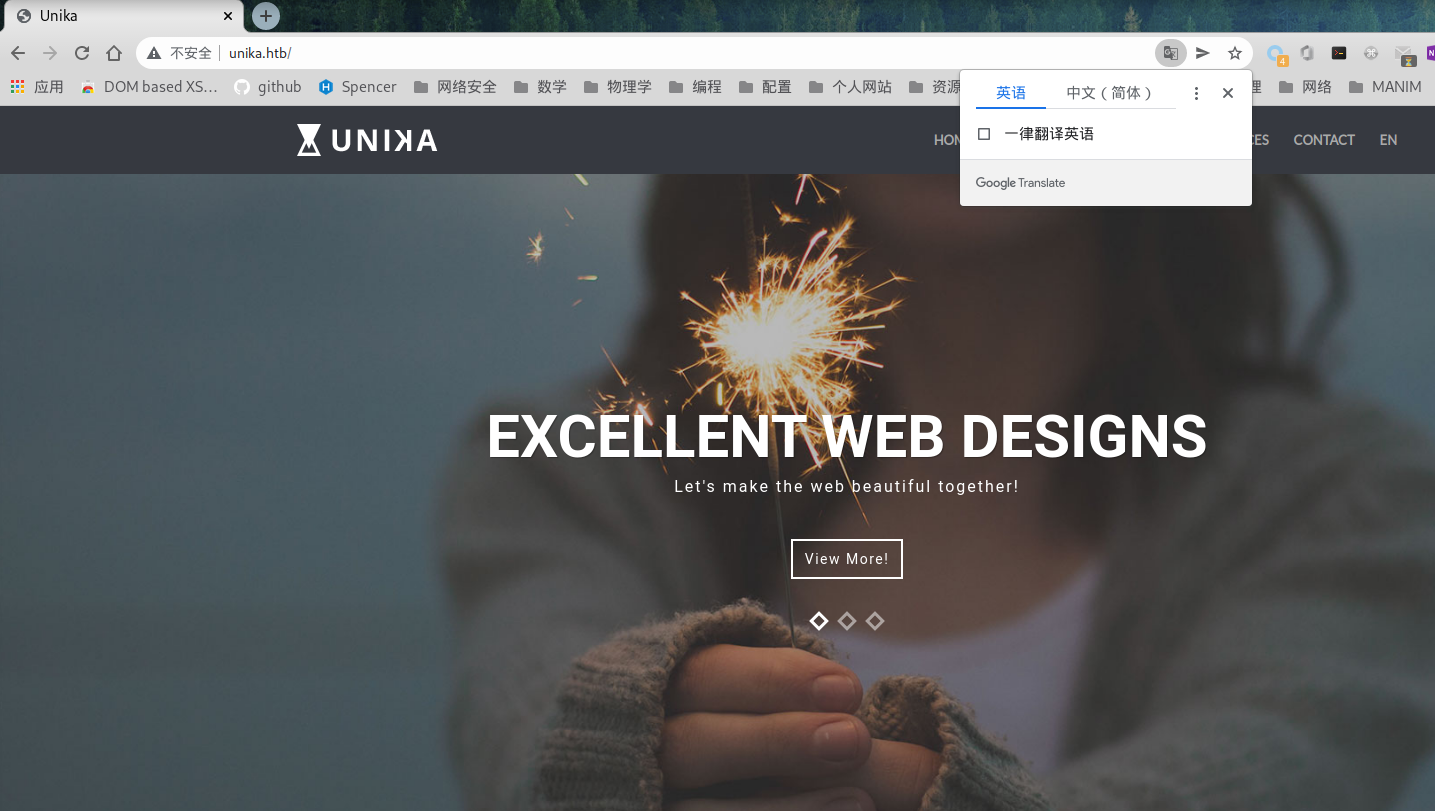 Unika
不安全 unika.htb/
4
应用 DOM based XS... github Spencer 网络安全 数学 物理学 编程 配置 个人网站 资源 理 网络 MANIM
英语 中文（简体）
一律翻译英语
Google Translate
UNIKA
HOM CES CONTACT EN
EXCELLENT WEB DESIGNS
Let's make the web beautiful together!
View More!